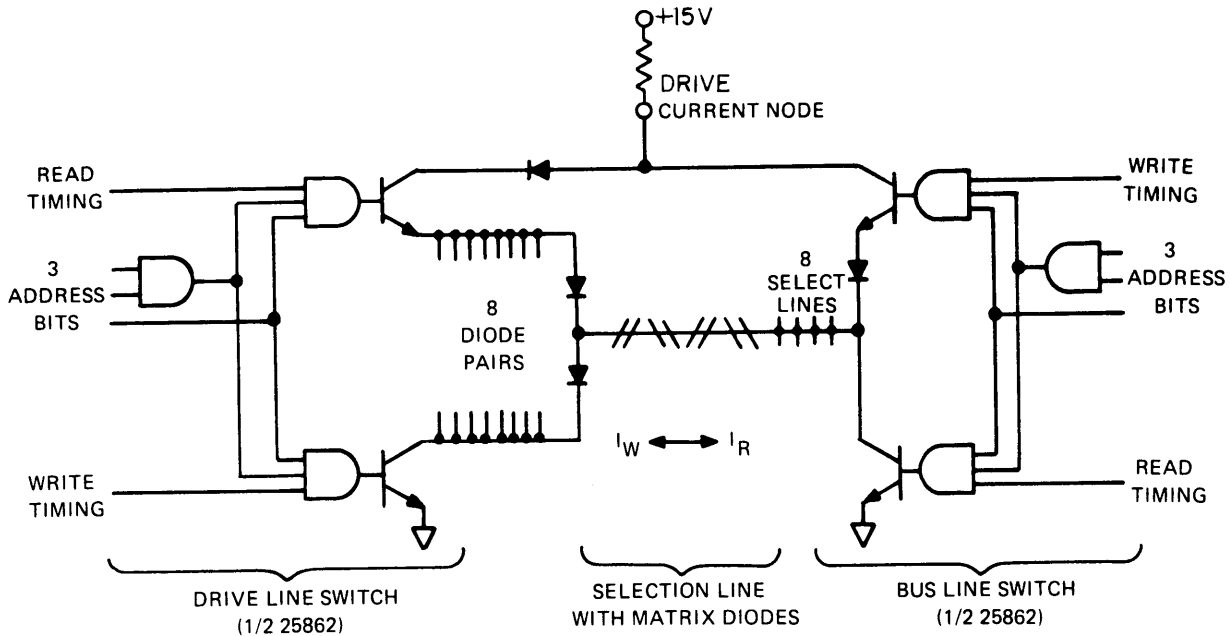 +15V
DRIVE
CURRENT NODE
READ
TIMING
WRITE
TIMING
3
ADDRESS
BITS
8
DIODE
PAIRS
8
SELECT
LINES
3
ADDRESS
BITS
WRITE
TIMING
IW
IR
READ
TIMING
DRIVE LINE SWITCH
(1/2 25862)
SELECTION LINE
WITH MATRIX DIODES
BUS LINE SWITCH
(1/2 25862)